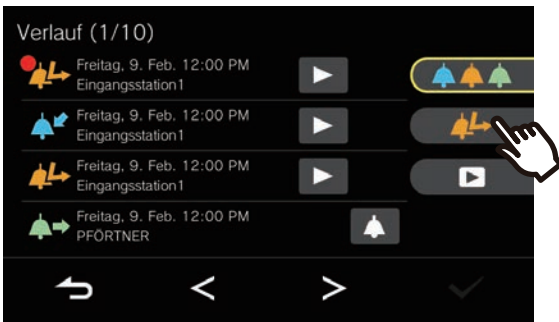 Verlauf (1/10)
Freitag, 9. Feb. 12:00 PM
Eingangsstation1
Freitag, 9. Feb. 12:00 PM
Eingangsstation1
Freitag, 9. Feb. 12:00 PM
Eingangsstation1
Freitag, 9. Feb. 12:00 PM
PFÖRTNER